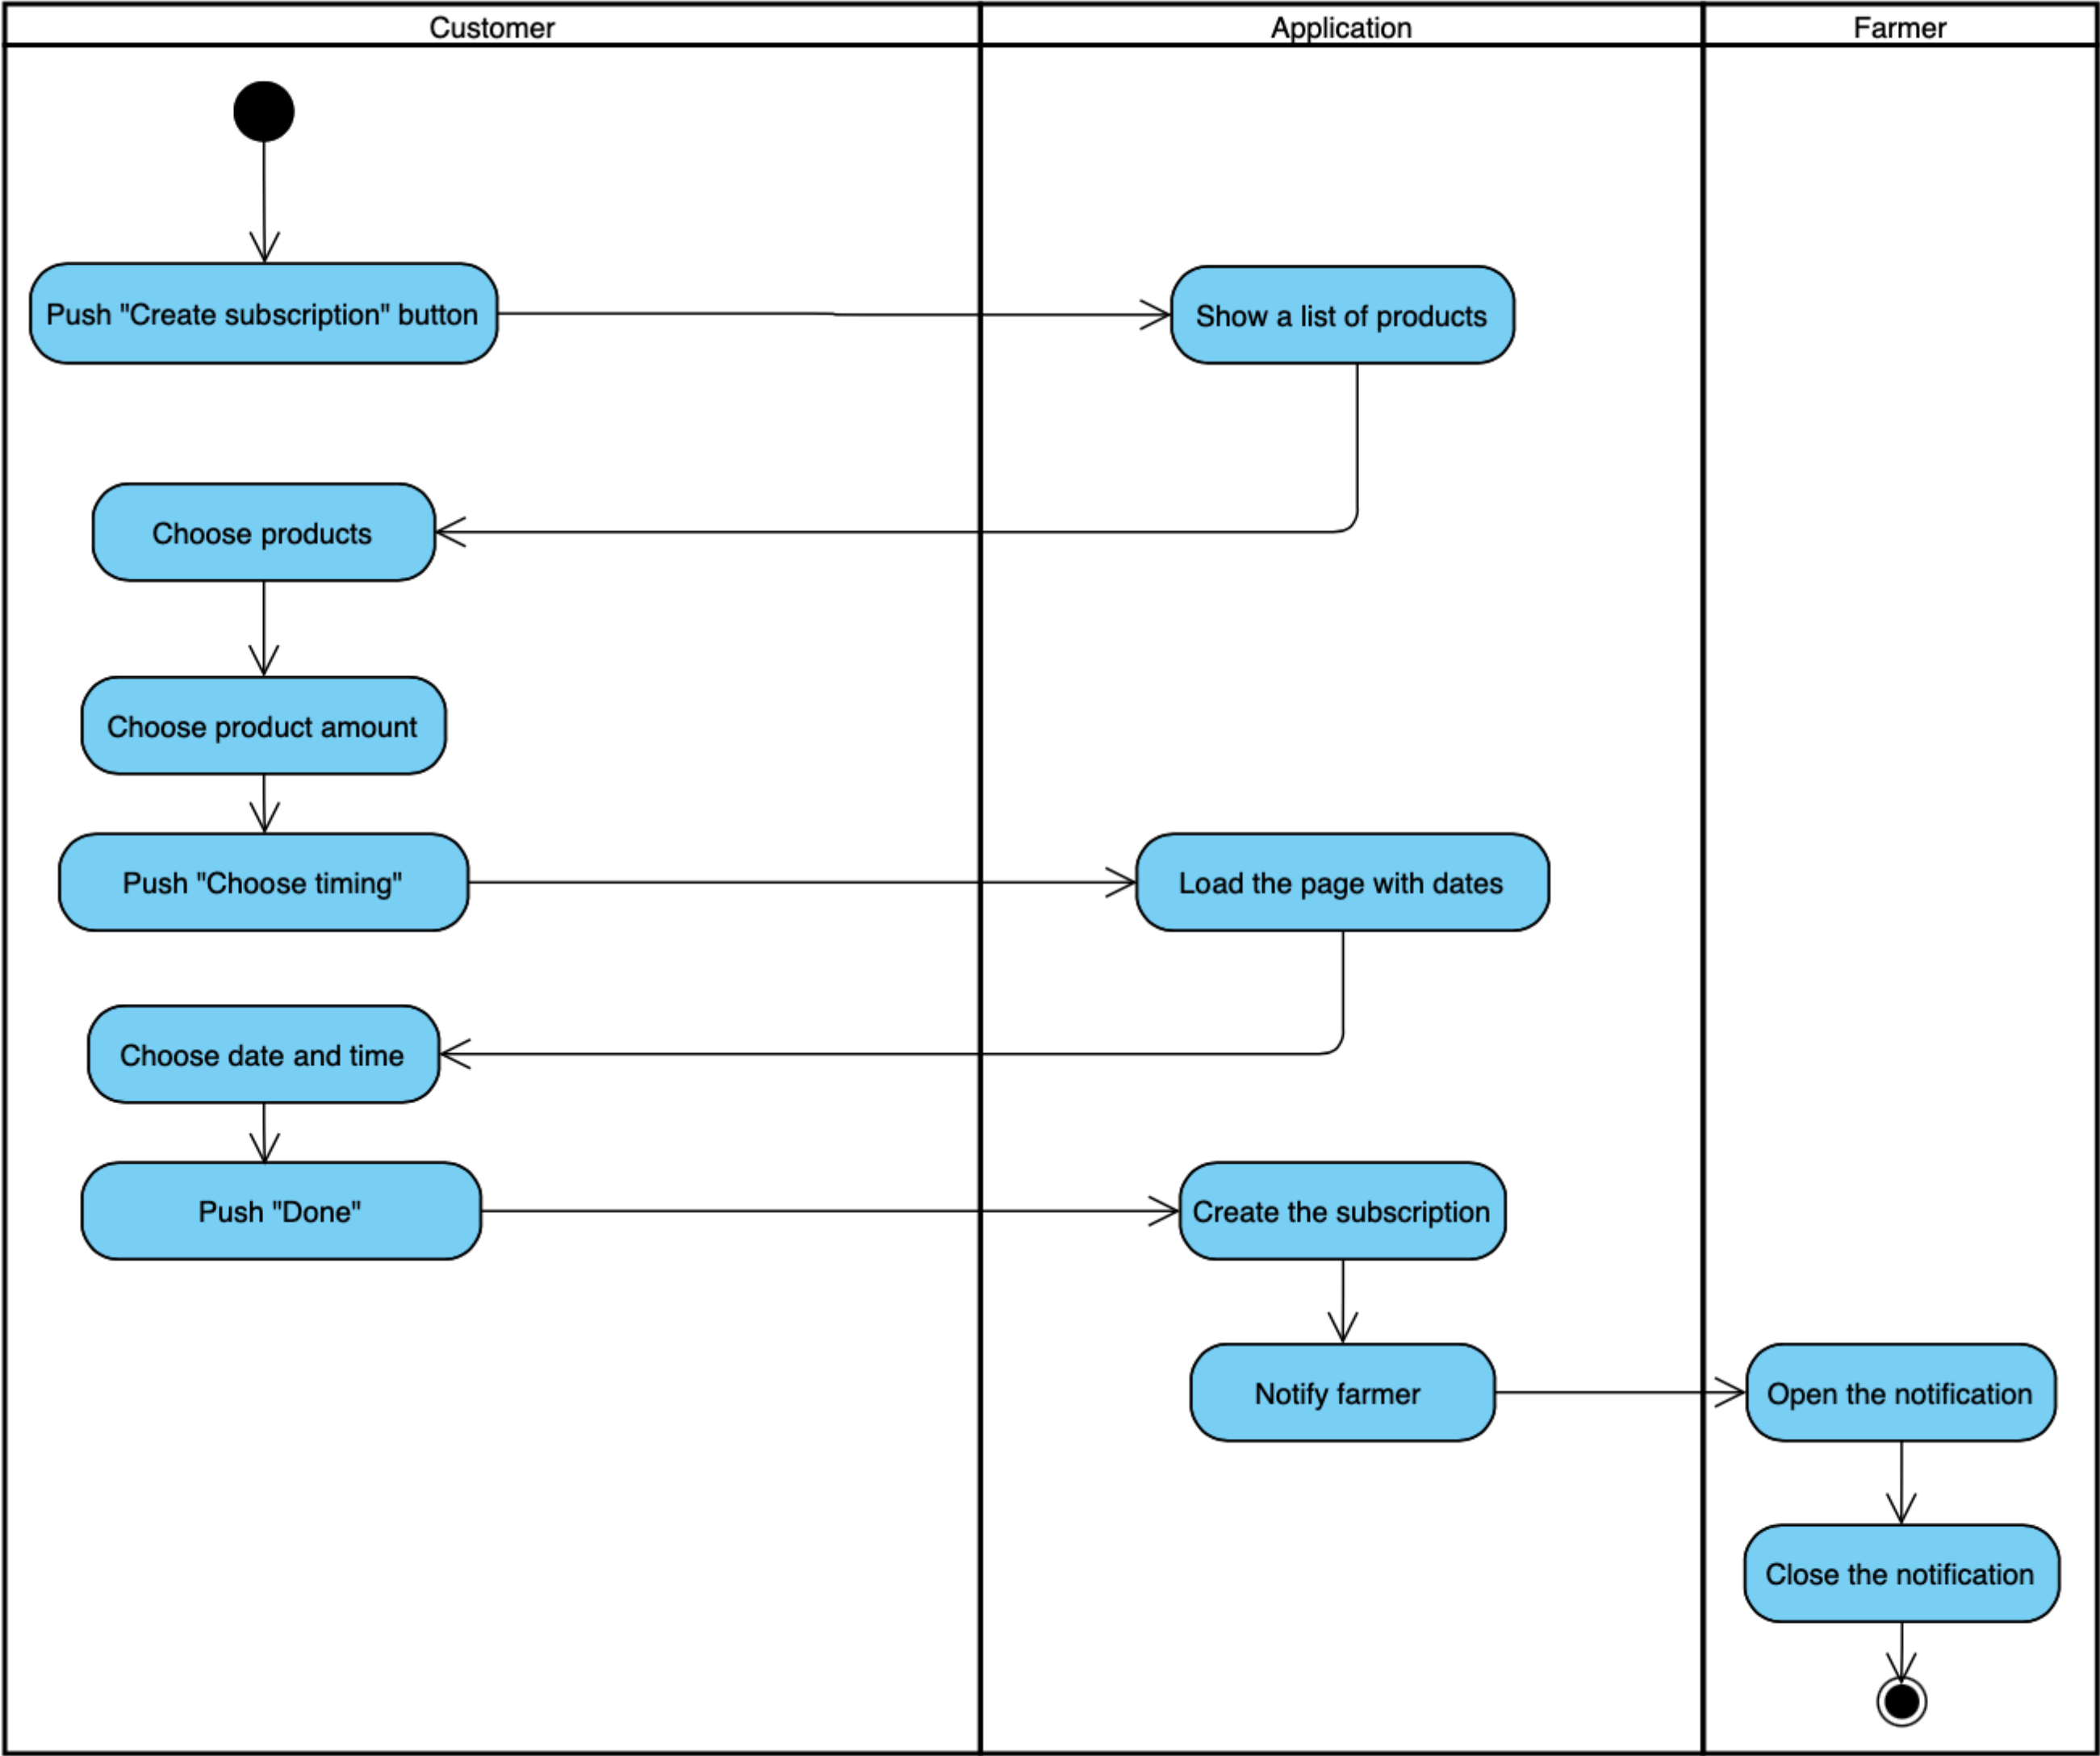 Customer
Application
Farmer
Push "Create subscription" button
Show a list of products
Choose products
Choose product amount
Push "Choose timing"
Load the page with dates
Choose date and time
Push "Done"
Create the subscription
Notify farmer
Open the notification
Close the notification